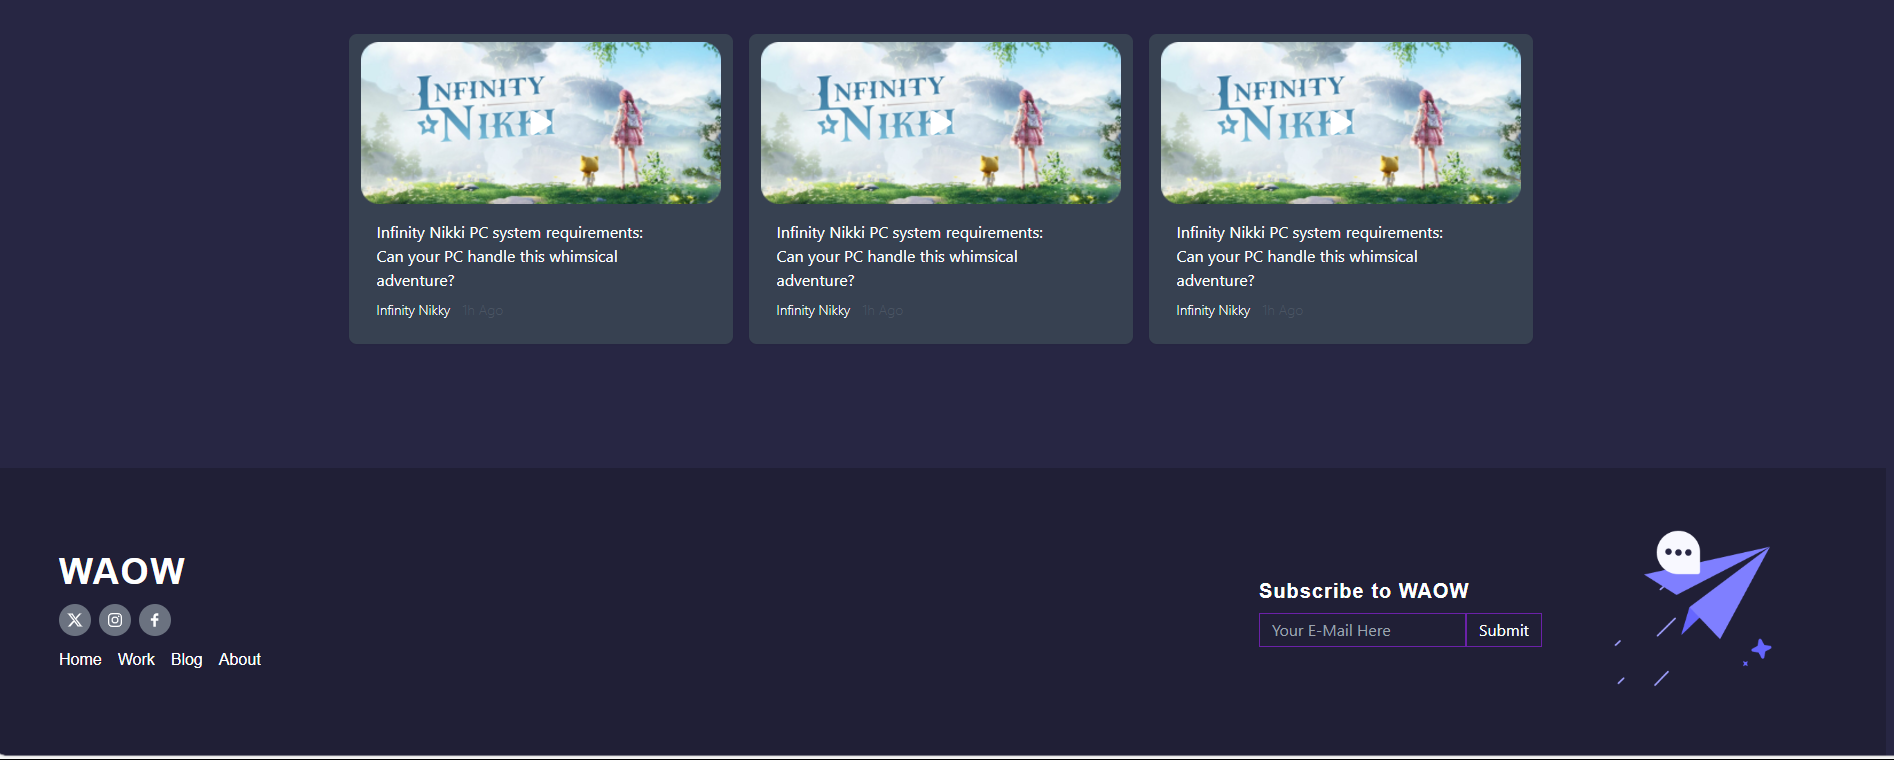 INFINITY
NIKKI
INFINITY
NIKKI
INFINITY
NIKKI
Infinity Nikki PC system requirements:
Can your PC handle this whimsical
adventure?
Infinity Nikky 1h Ago
Infinity Nikki PC system requirements:
Can your PC handle this whimsical
adventure?
Infinity Nikky 1h Ago
Infinity Nikki PC system requirements:
Can your PC handle this whimsical
adventure?
Infinity Nikky 1h Ago
WAOW
Home Work Blog About
Subscribe to WAOW
Your E-Mail Here Submit